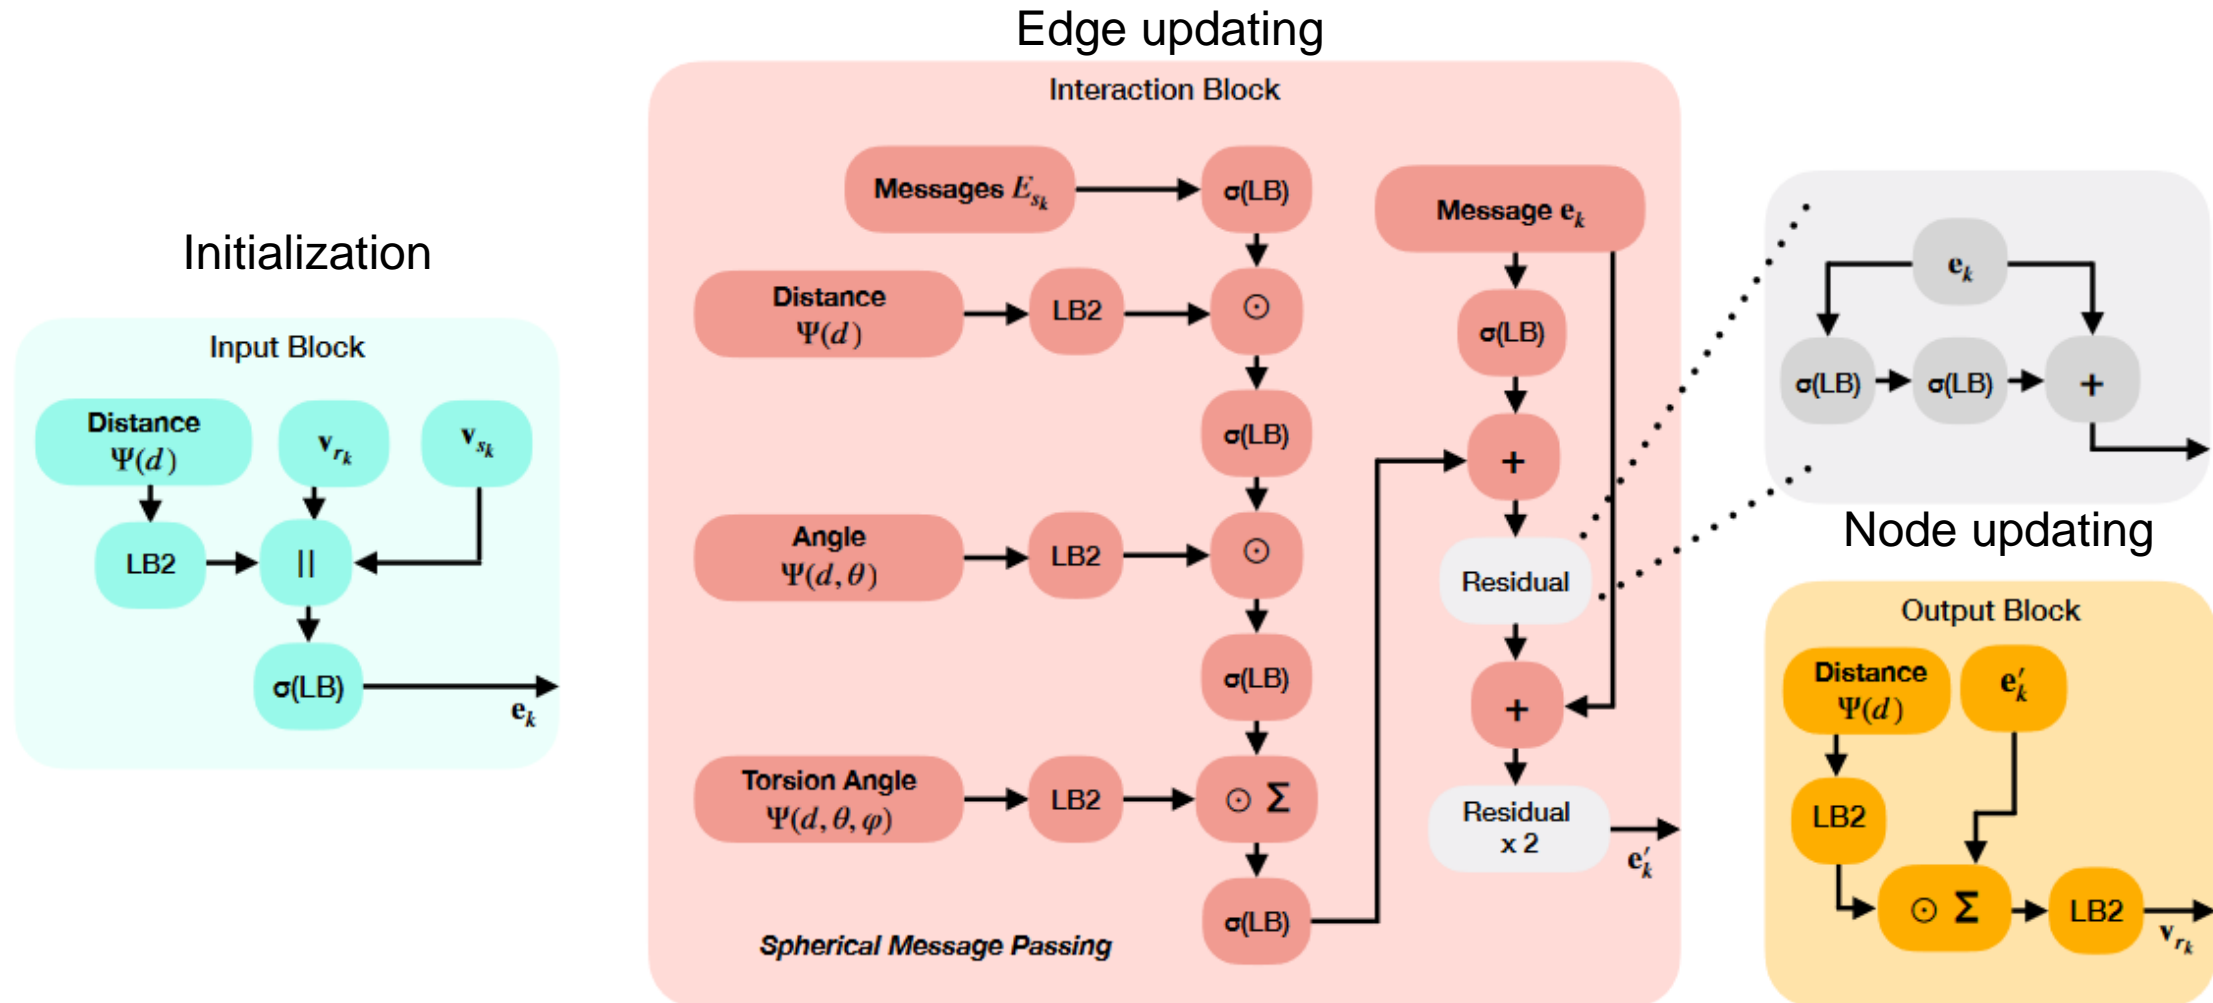 Edge updating
Initialization
Input Block
Distance
Ψ(d)
v_{r_k}
v_{s_k}
LB2
||
σ(LB)
e_k
Interaction Block
Messages E_{s_k}
σ(LB)
Distance
Ψ(d)
LB2
⊙
σ(LB)
Angle
Ψ(d, θ)
LB2
⊙
σ(LB)
Torsion Angle
Ψ(d, θ, φ)
LB2
⊙ Σ
σ(LB)
Spherical Message Passing
Message e_k
σ(LB)
+
Residual
+
Residual
x 2
e′_k
e_k
σ(LB)
σ(LB)
+
Node updating
Output Block
Distance
Ψ(d)
e′_k
LB2
⊙ Σ
LB2
v_{r_k}